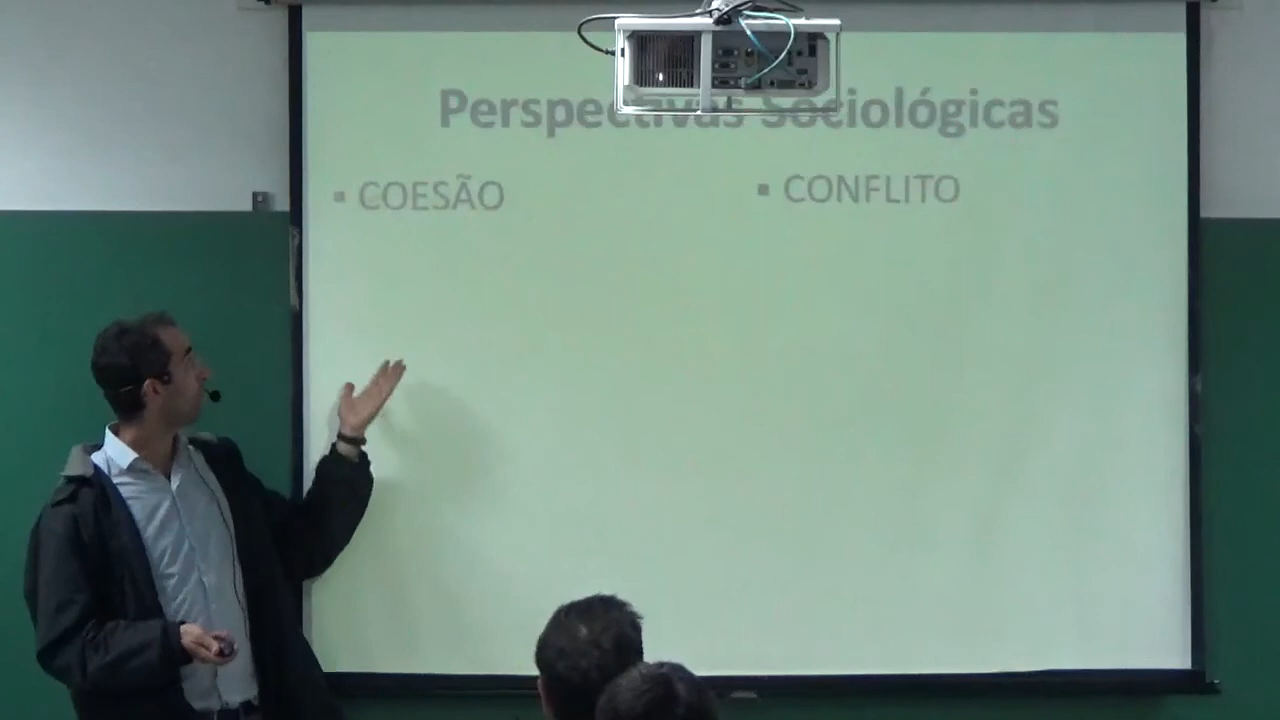 Perspectivas Sociológicas
▪ COESÃO
▪ CONFLITO